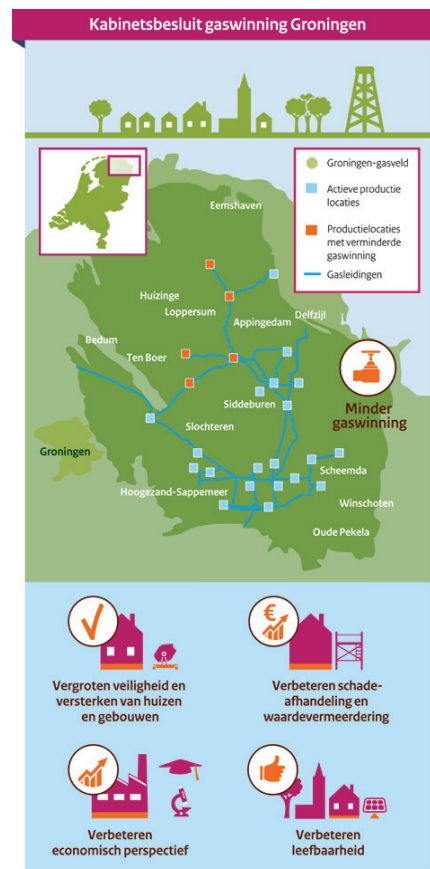 Kabinetsbesluit gaswinning Groningen
Groningen-gasveld
Actieve productie
locaties
Productielocaties
met verminderde
gaswinning
Gasleidingen
Eemshaven
Huizinge
Loppersum
Appingedam
Delfzijl
Bedum
Ten Boer
Siddeburen
Minder
gaswinning
Slochteren
Groningen
Scheemda
Hoogezand-Sappemeer
Winschoten
Oude Pekela
Vergroten veiligheid en
versterken van huizen
en gebouwen
Verbeteren schade-
afhandeling en
waardevermeerdering
Verbeteren
economisch perspectief
Verbeteren
leefbaarheid